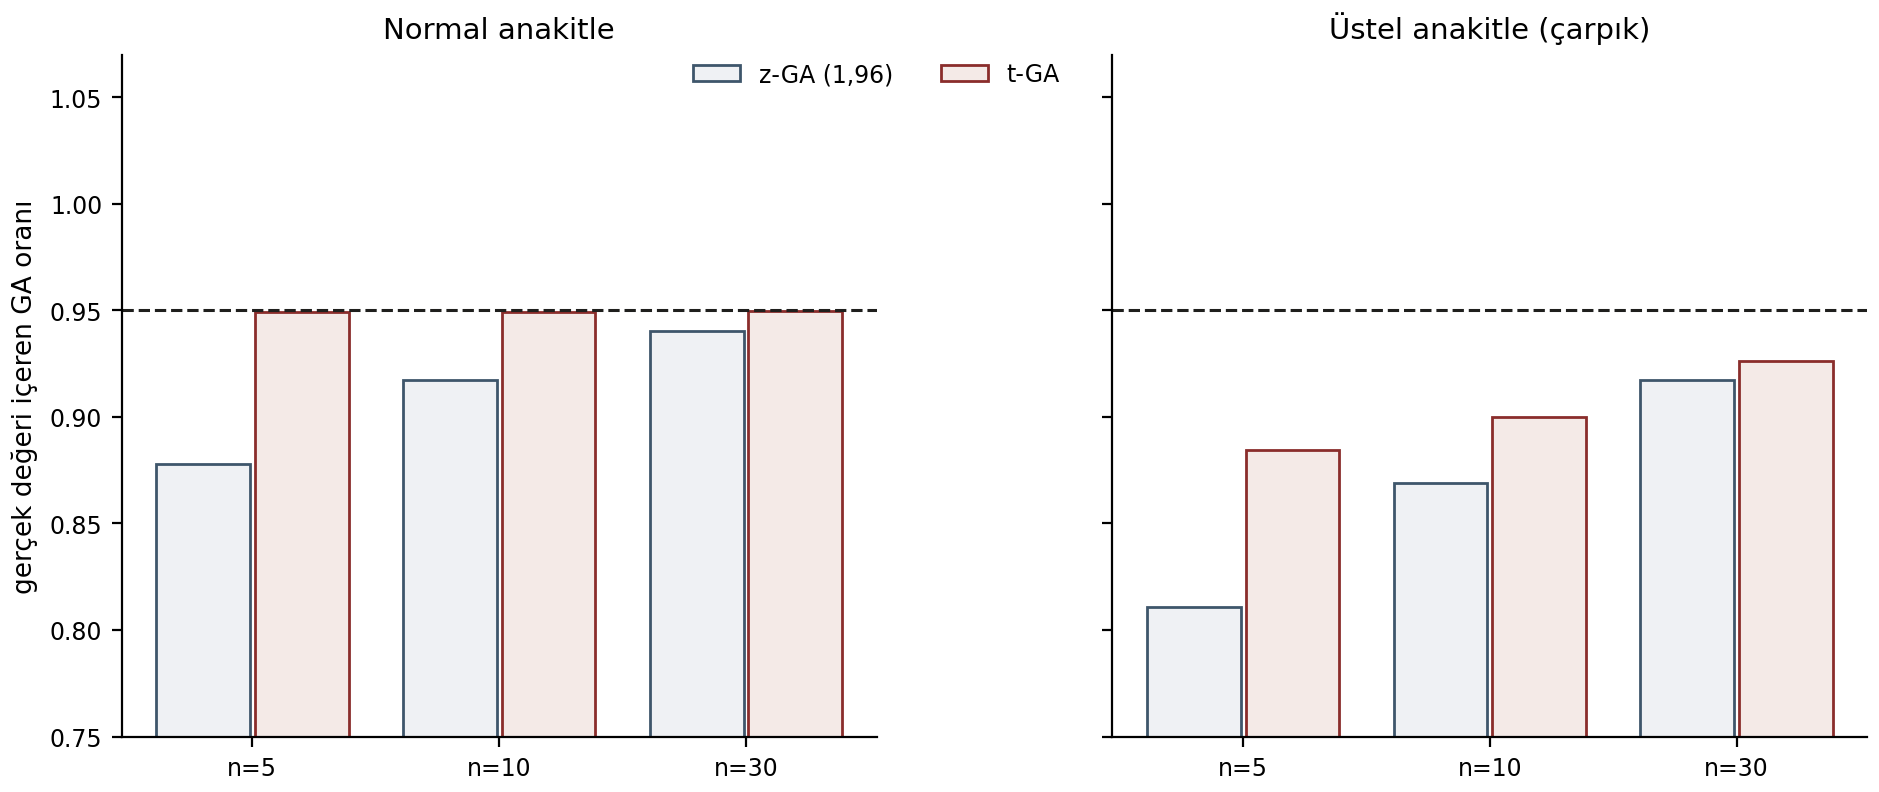 Normal anakitle
Üstel anakitle (çarpık)
z-GA (1,96)
t-GA
gerçek değeri içeren GA oranı
1.05
1.00
0.95
0.90
0.85
0.80
0.75
n=5
n=10
n=30
n=5
n=10
n=30